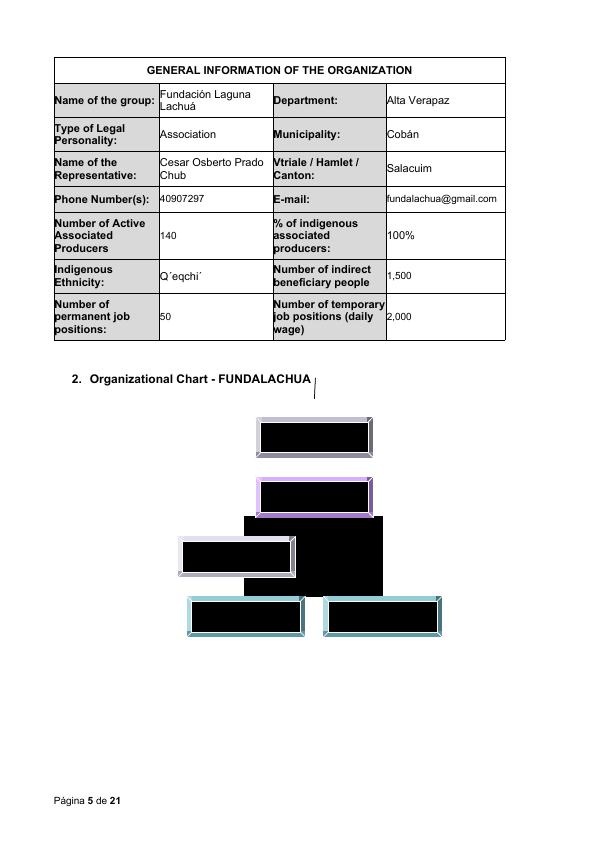 GENERAL INFORMATION OF THE ORGANIZATION
Name of the group: Fundación Laguna Lachuá Department: Alta Verapaz
Type of Legal Personality: Association Municipality: Cobán
Name of the Representative: Cesar Osberto Prado Chub Vtriale / Hamlet / Canton: Salacuim
Phone Number(s): 40907297 E-mail: fundalachua@gmail.com
Number of Active Associated Producers 140 % of indigenous associated producers: 100%
Indigenous Ethnicity: Q´eqchi´ Number of indirect beneficiary people 1,500
Number of permanent job positions: 50 Number of temporary job positions (daily wage) 2,000
2. Organizational Chart - FUNDALACHUA
Página 5 de 21